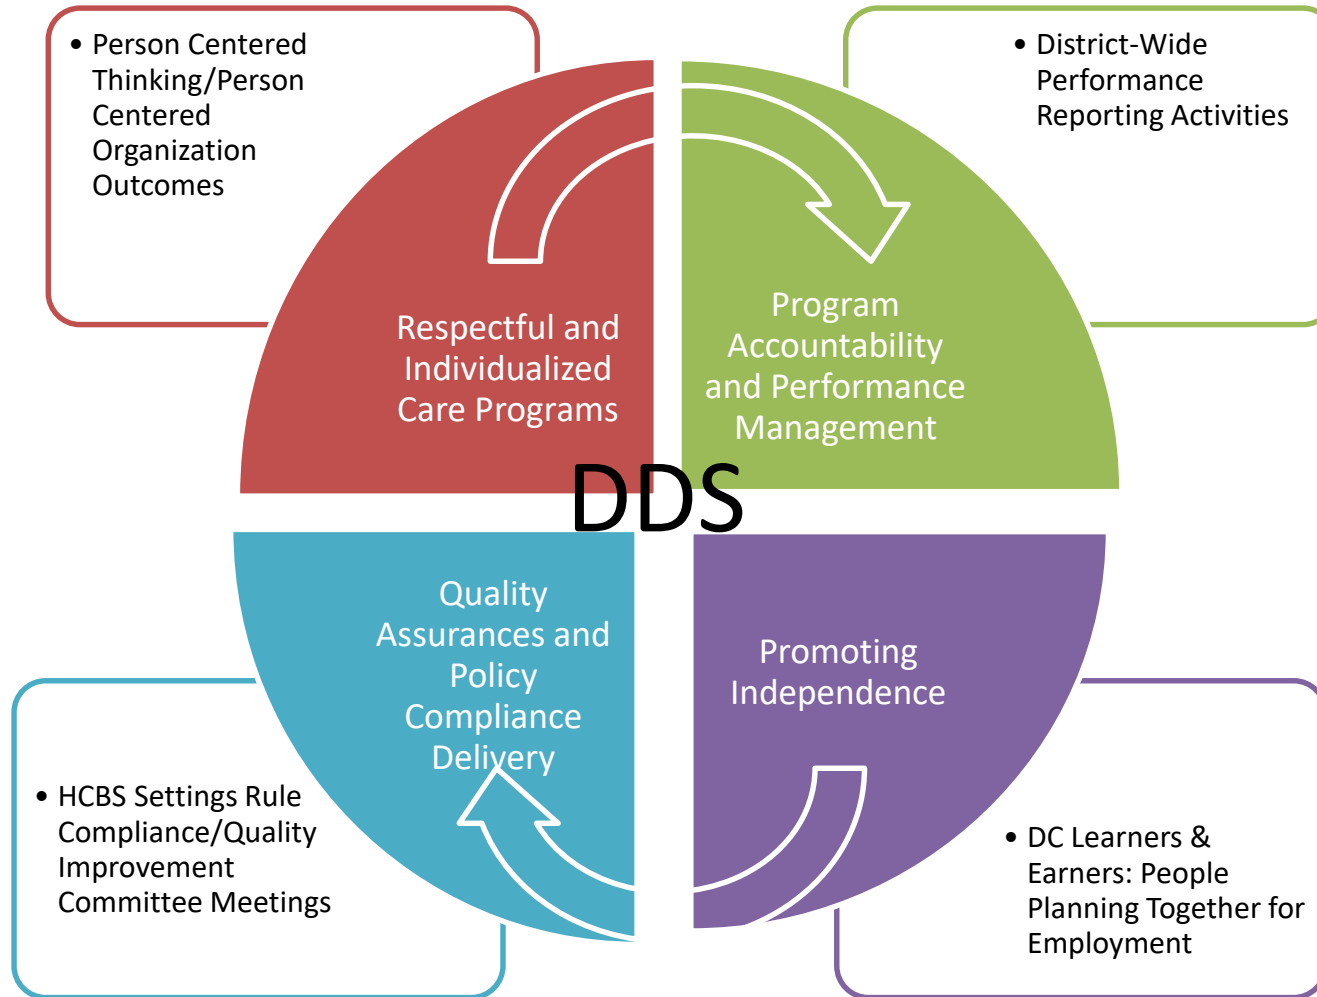 • Person Centered
Thinking/Person
Centered
Organization
Outcomes
• District-Wide
Performance
Reporting Activities
Respectful and
Individualized
Care Programs
Program
Accountability
and Performance
Management
DDS
Quality
Assurances and
Policy
Compliance
Delivery
Promoting
Independence
• HCBS Settings Rule
Compliance/Quality
Improvement
Committee Meetings
• DC Learners &
Earners: People
Planning Together for
Employment